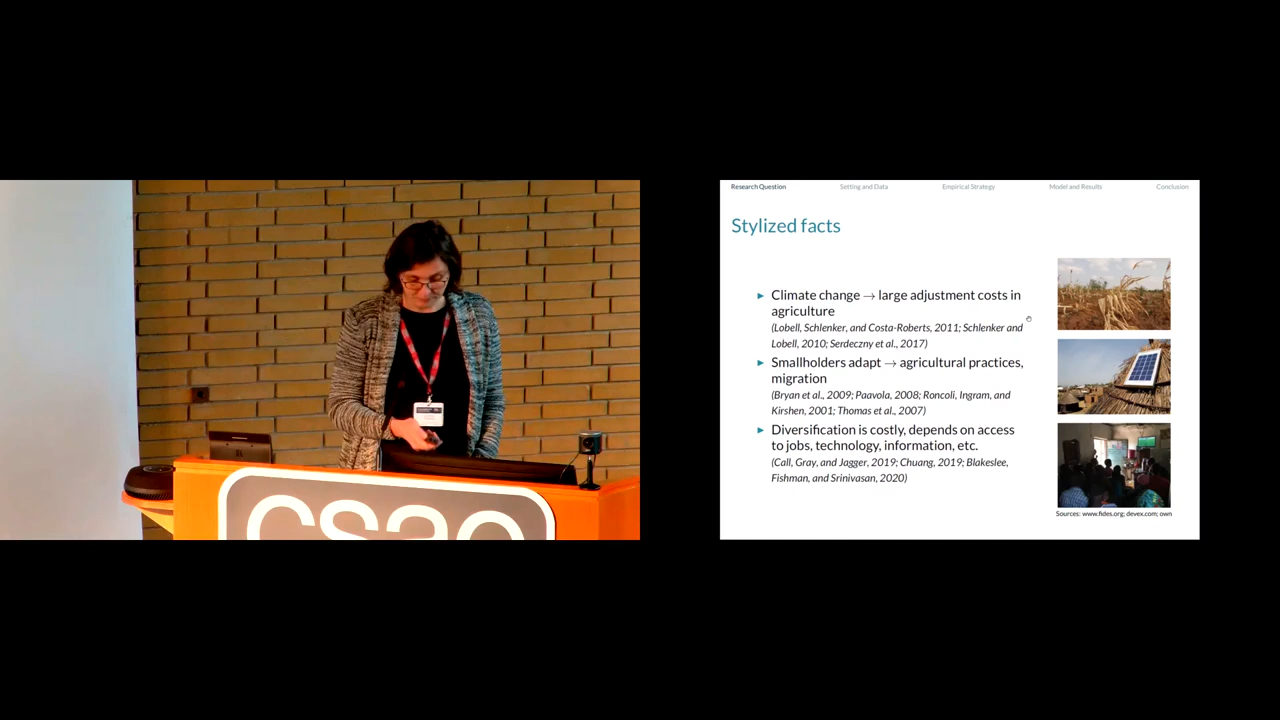 csae
Research Question
Setting and Data
Empirical Strategy
Model and Results
Conclusion
Stylized facts
► Climate change → large adjustment costs in
agriculture
(Lobell, Schlenker, and Costa-Roberts, 2011; Schlenker and
Lobell, 2010; Serdeczny et al., 2017)
► Smallholders adapt → agricultural practices,
migration
(Bryan et al., 2009; Paavola, 2008; Roncoli, Ingram, and
Kirshen, 2001; Thomas et al., 2007)
► Diversification is costly, depends on access
to jobs, technology, information, etc.
(Call, Gray, and Jagger, 2019; Chuang, 2019; Blakeslee,
Fishman, and Srinivasan, 2020)
Sources: www.fides.org; devex.com; own